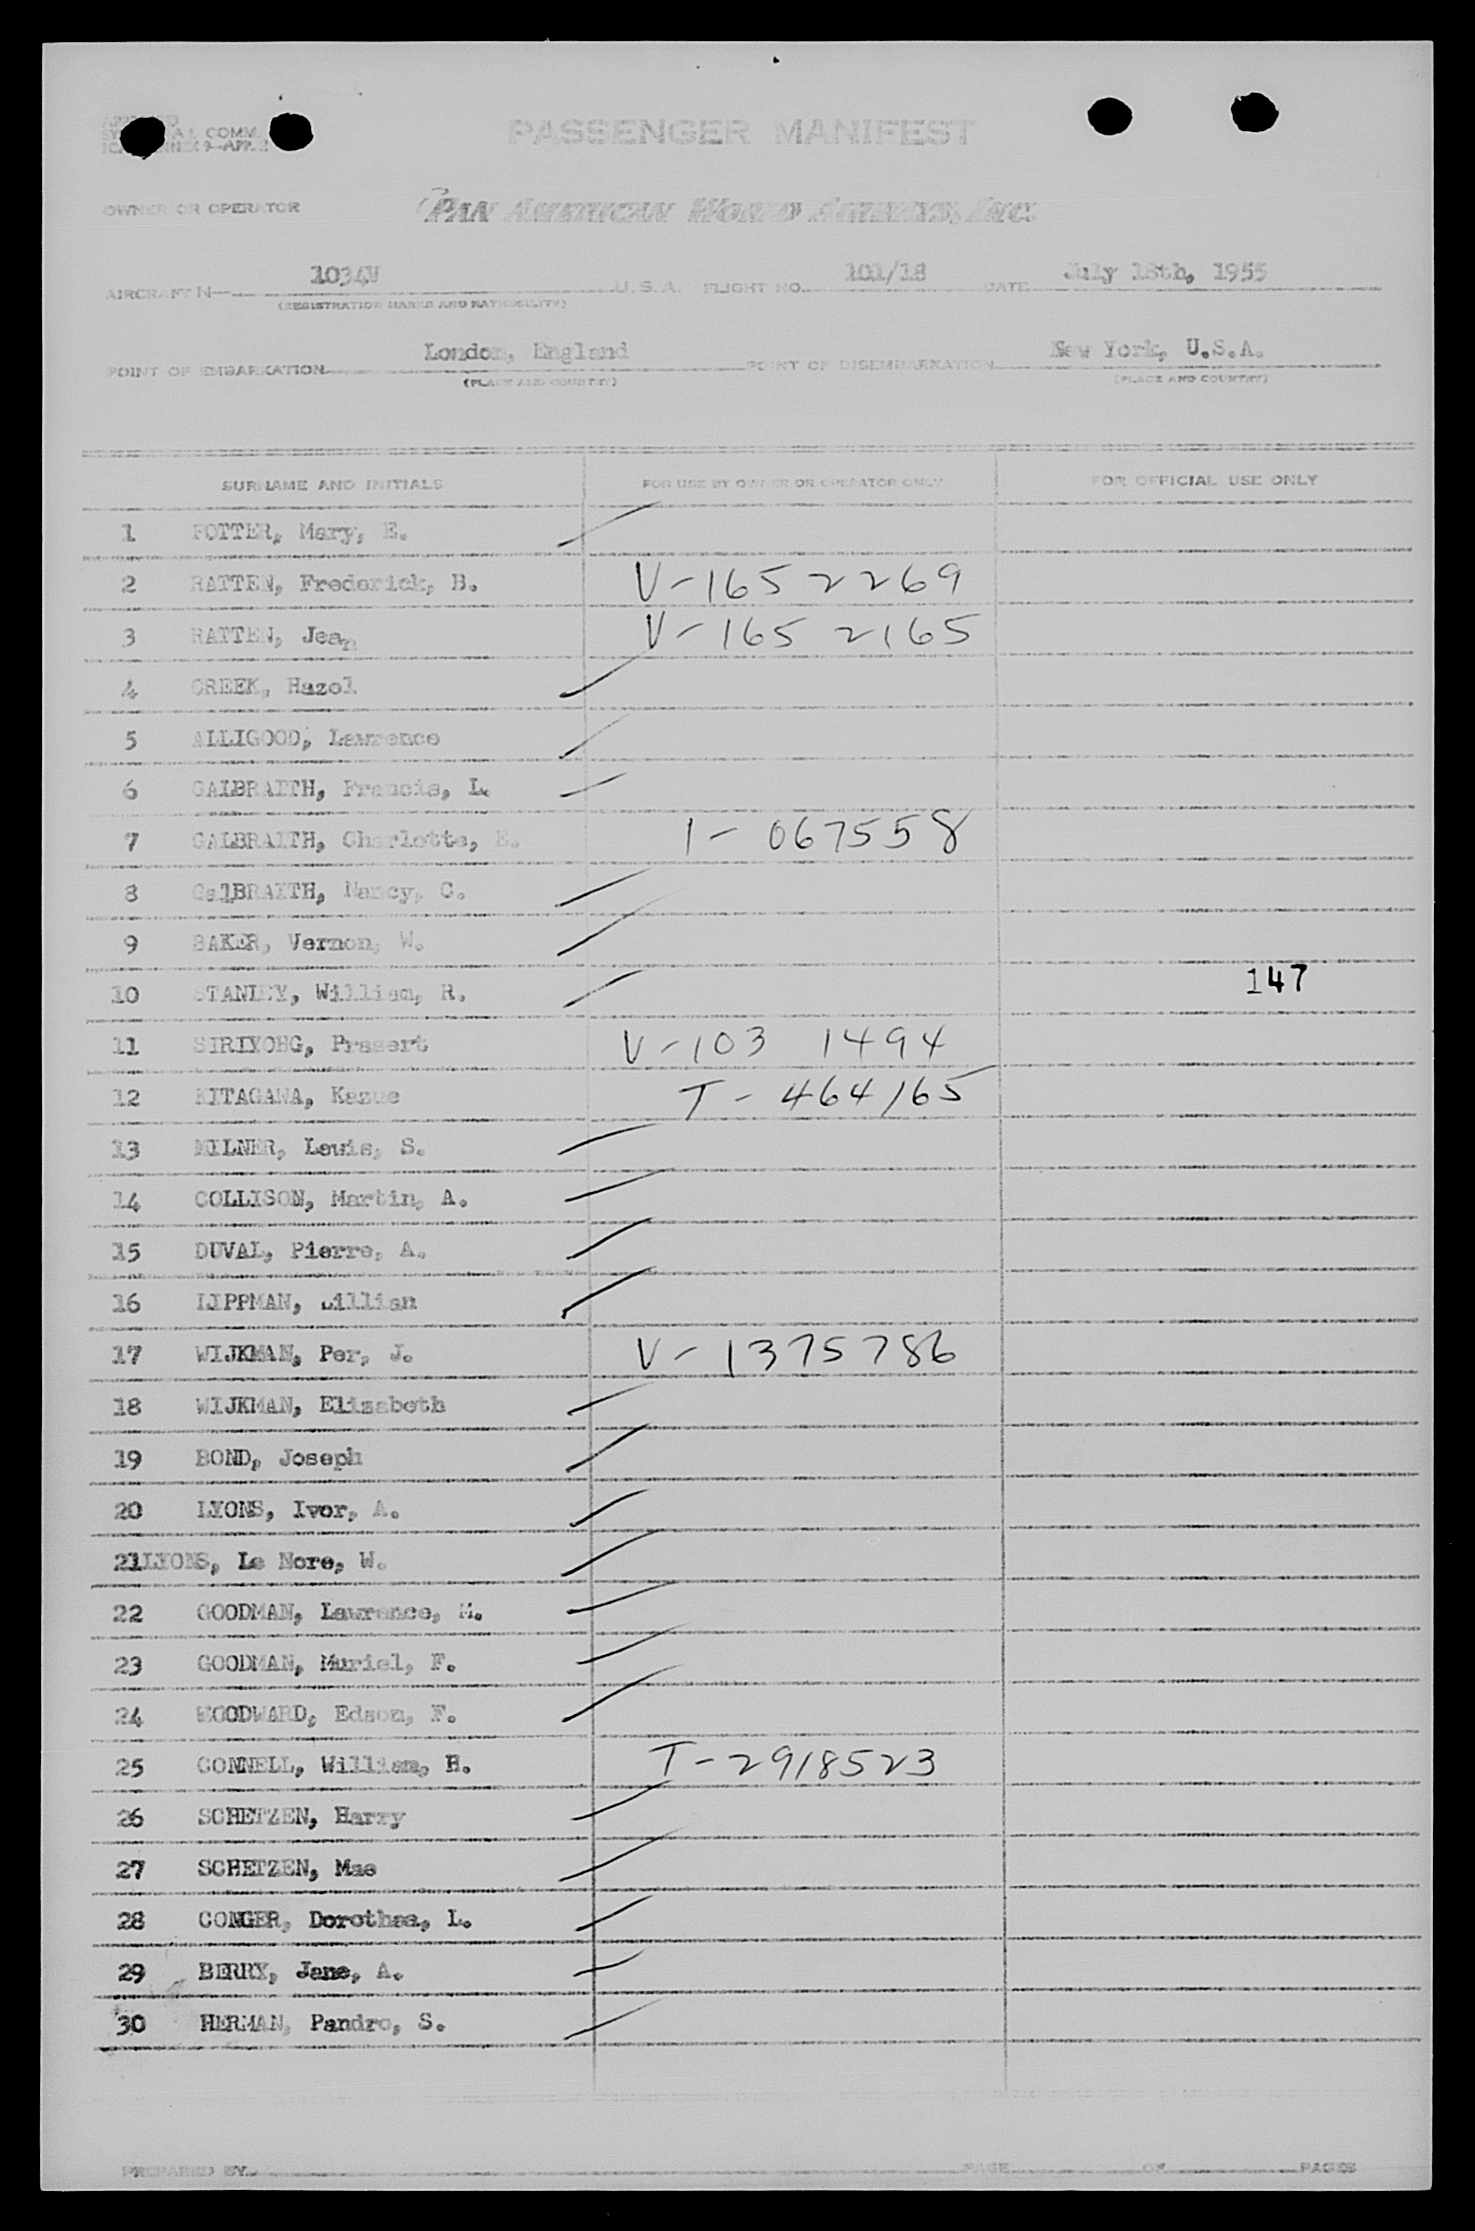 PASSENGER MANIFEST
OWNER OR OPERATOR PAN AMERICAN WORLD AIRWAYS, INC.
AIRCRAFT N 1034V U.S.A. FLIGHT NO. 101/18 DATE July 18th, 1955
(REGISTRATION MARKS AND NATIONALITY)
POINT OF EMBARKATION London, England POINT OF DISEMBARKATION New York, U.S.A.
(PLACE AND COUNTRY) (PLACE AND COUNTRY)
SURNAME AND INITIALS FOR USE BY OWNER OR OPERATOR ONLY FOR OFFICIAL USE ONLY
1 POTTER, Mary, E.
2 RATTEN, Frederick, B. V-1652269
3 RATTEN, Jean V-1652165
4 Hazel
5 ALLIGOOD, Lawrence
6 GALBRAITH, Francis, L.
7 GALBRAITH, Charlotte, E. 1-067558
8 GalBRAITH, Nancy, C.
9 BAKER, Vernon, W.
10 STANLEY, William, R. 147
11 Prasert V-103 1494
12 KITAGAWA, Kazue T-464165
13 MILNER, Lewis, S.
14 COLLISON, Martin, A.
15 DUVAL, Pierre, A.
16 LIPPMAN, Lillian
17 WIJKMAN, Per, J. V-1375786
18 WIJKMAN, Elizabeth
19 BOND, Joseph
20 LYONS, Ivor, A.
21LYONS, Le Nore, W.
22 GOODMAN, Lawrence, M.
23 GOODMAN, Muriel, F.
24 WOODWARD, Edson, F.
25 CONNELL, William, H. T-2918523
26 SCHETZEN, Harry
27 SCHETZEN, Mae
28 CONGER, Dorothea, L.
29 BERRY, Jane, A.
30 HERMAN, Pandro, S.
PREPARED BY PAGE OF PAGES